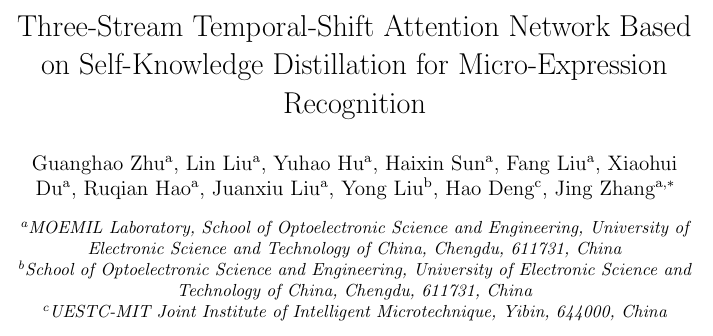 Three-Stream Temporal-Shift Attention Network Based
on Self-Knowledge Distillation for Micro-Expression
Recognition
Guanghao Zhuᵃ, Lin Liuᵃ, Yuhao Huᵃ, Haixin Sunᵃ, Fang Liuᵃ, Xiaohui
Duᵃ, Ruqian Haoᵃ, Juanxiu Liuᵃ, Yong Liuᵇ, Hao Dengᶜ, Jing Zhangᵃ,*
ᵃMOEMIL Laboratory, School of Optoelectronic Science and Engineering, University of
Electronic Science and Technology of China, Chengdu, 611731, China
ᵇSchool of Optoelectronic Science and Engineering, University of Electronic Science and
Technology of China, Chengdu, 611731, China
ᶜUESTC-MIT Joint Institute of Intelligent Microtechnique, Yibin, 644000, China